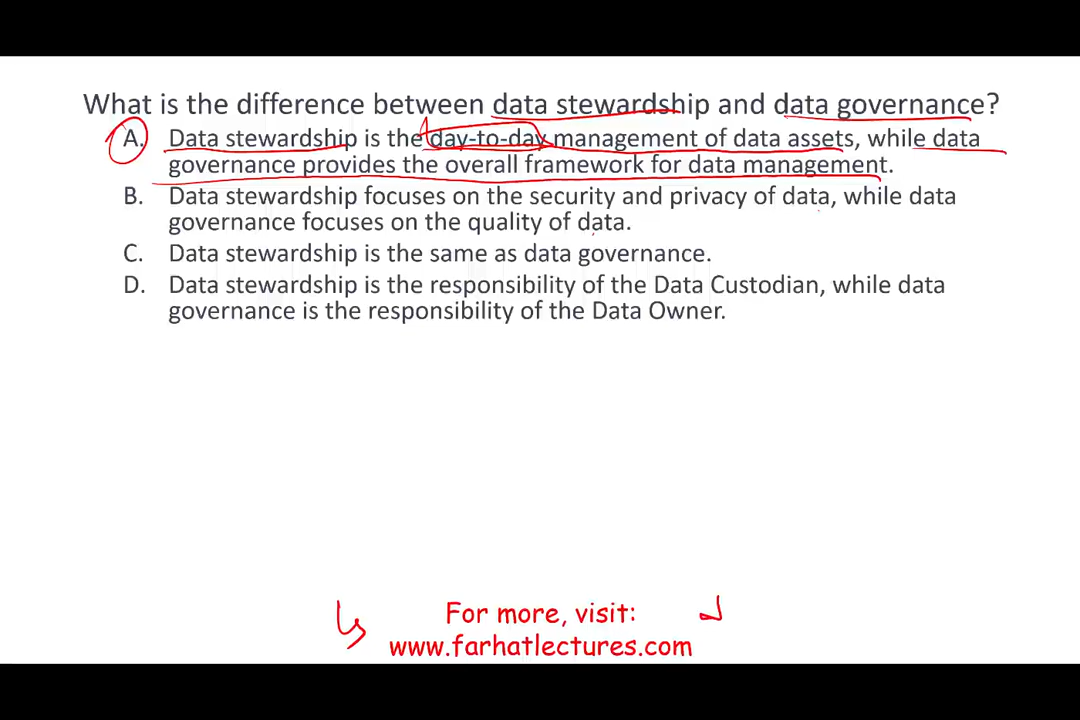 What is the difference between data stewardship and data governance?
A. Data stewardship is the day-to-day management of data assets, while data
governance provides the overall framework for data management.
B. Data stewardship focuses on the security and privacy of data, while data
governance focuses on the quality of data.
C. Data stewardship is the same as data governance.
D. Data stewardship is the responsibility of the Data Custodian, while data
governance is the responsibility of the Data Owner.
For more, visit:
www.farhatlectures.com